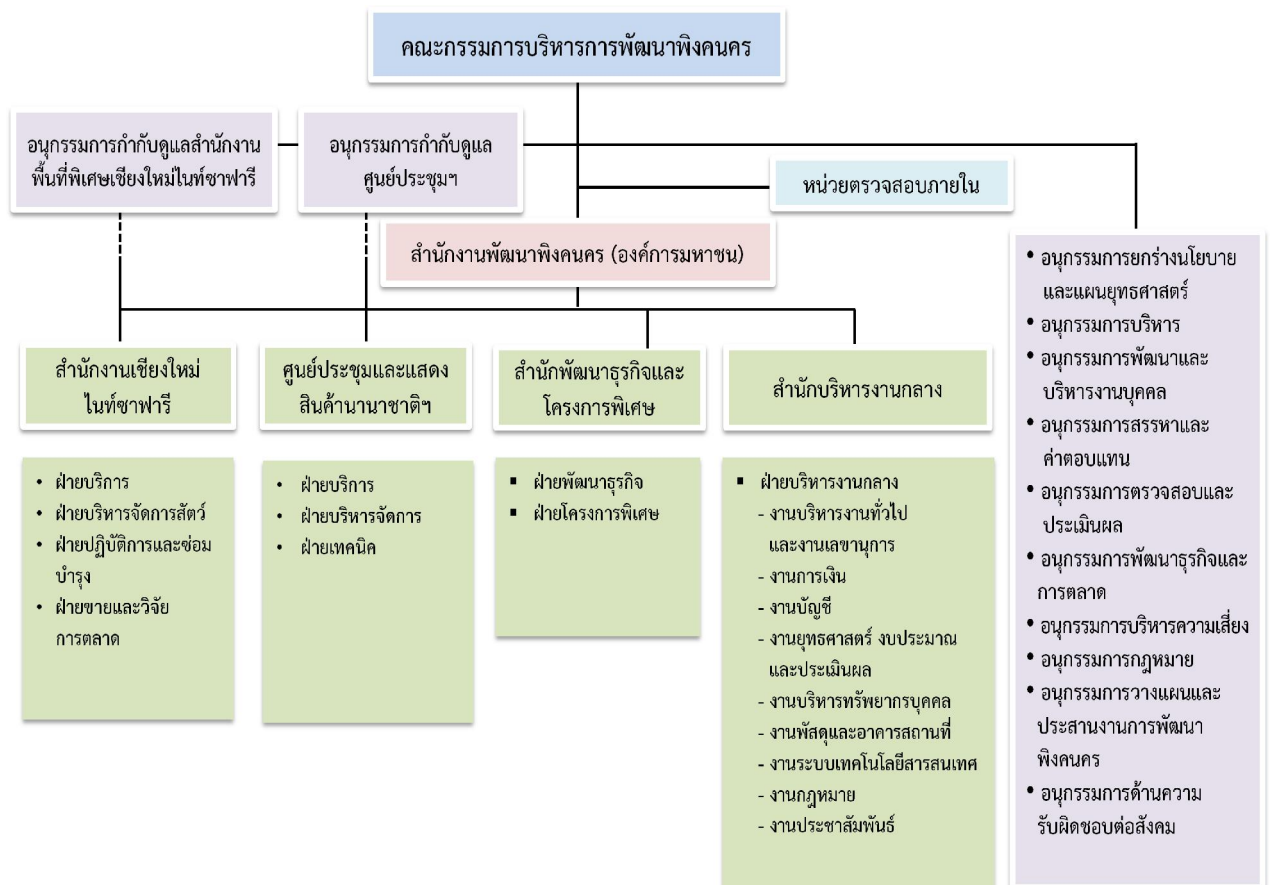 คณะกรรมการบริหารการพัฒนาพิงคนคร
อนุกรรมการกำกับดูแลสำนักงาน
พื้นที่พิเศษเชียงใหม่ไนท์ซาฟารี
อนุกรรมการกำกับดูแล
ศูนย์ประชุมฯ
หน่วยตรวจสอบภายใน
สำนักงานพัฒนาพิงคนคร (องค์การมหาชน)
สำนักงานเชียงใหม่
ไนท์ซาฟารี
• ฝ่ายบริการ
• ฝ่ายบริหารจัดการสัตว์
• ฝ่ายปฏิบัติการและซ่อม
บำรุง
• ฝ่ายขายและวิจัย
การตลาด
ศูนย์ประชุมและแสดง
สินค้านานาชาติฯ
• ฝ่ายบริการ
• ฝ่ายบริหารจัดการ
• ฝ่ายเทคนิค
สำนักพัฒนาธุรกิจและ
โครงการพิเศษ
▪ ฝ่ายพัฒนาธุรกิจ
▪ ฝ่ายโครงการพิเศษ
สำนักบริหารงานกลาง
▪ ฝ่ายบริหารงานกลาง
- งานบริหารงานทั่วไป
และงานเลขานุการ
- งานการเงิน
- งานบัญชี
- งานยุทธศาสตร์ งบประมาณ
และประเมินผล
- งานบริหารทรัพยากรบุคคล
- งานพัสดุและอาคารสถานที่
- งานระบบเทคโนโลยีสารสนเทศ
- งานกฎหมาย
- งานประชาสัมพันธ์
• อนุกรรมการยกร่างนโยบาย
และแผนยุทธศาสตร์
• อนุกรรมการบริหาร
• อนุกรรมการพัฒนาและ
บริหารงานบุคคล
• อนุกรรมการสรรหาและ
ค่าตอบแทน
• อนุกรรมการตรวจสอบและ
ประเมินผล
• อนุกรรมการพัฒนาธุรกิจและ
การตลาด
• อนุกรรมการบริหารความเสี่ยง
• อนุกรรมการกฎหมาย
• อนุกรรมการวางแผนและ
ประสานงานการพัฒนา
พิงคนคร
• อนุกรรมการด้านความ
รับผิดชอบต่อสังคม